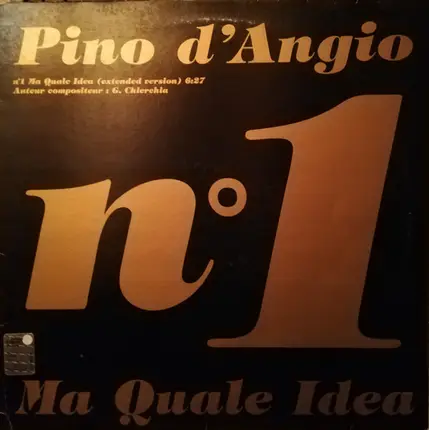 Pino d'Angio
n°1 Ma Quale Idea (extended version) 6:27
Auteur compositeur : G. Chierchia
n°1
Ma Quale Idea